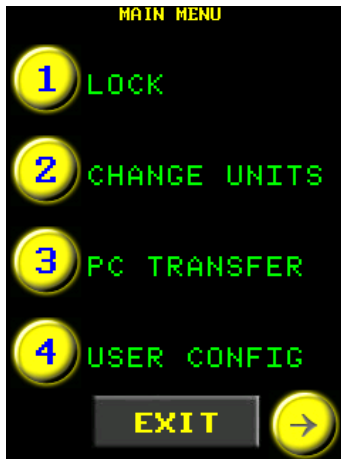 MAIN MENU
1 LOCK
2 CHANGE UNITS
3 PC TRANSFER
4 USER CONFIG
EXIT →